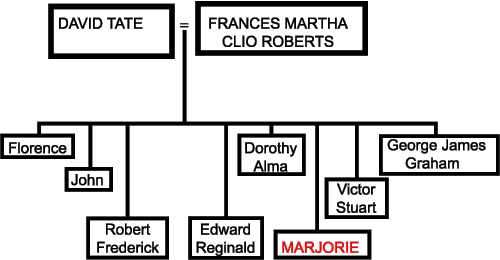 DAVID TATE
=
FRANCES MARTHA
CLIO ROBERTS
Florence
John
Robert
Frederick
Edward
Reginald
Dorothy
Alma
MARJORIE
Victor
Stuart
George James
Graham